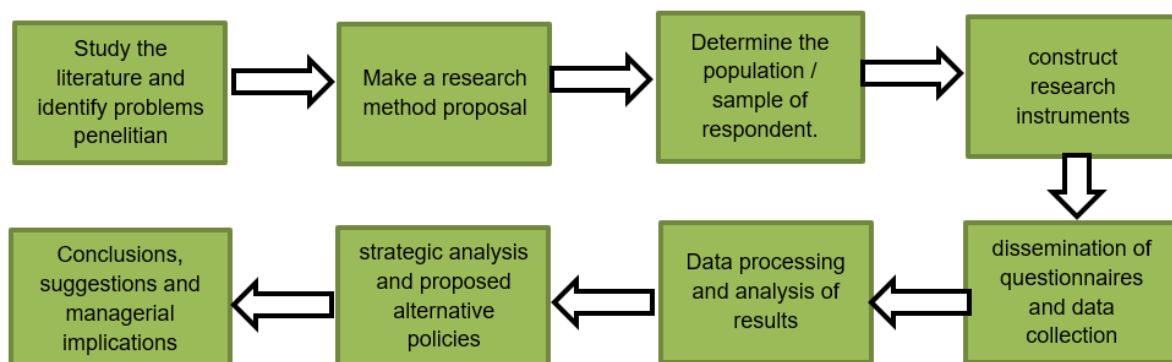 Study the
literature and
identify problems
penelitian
Make a research
method proposal
Determine the
population /
sample of
respondent.
construct
research
instruments
dissemination of
questionnaires
and data
collection
Data processing
and analysis of
results
strategic analysis
and proposed
alternative
policies
Conclusions,
suggestions and
managerial
implications